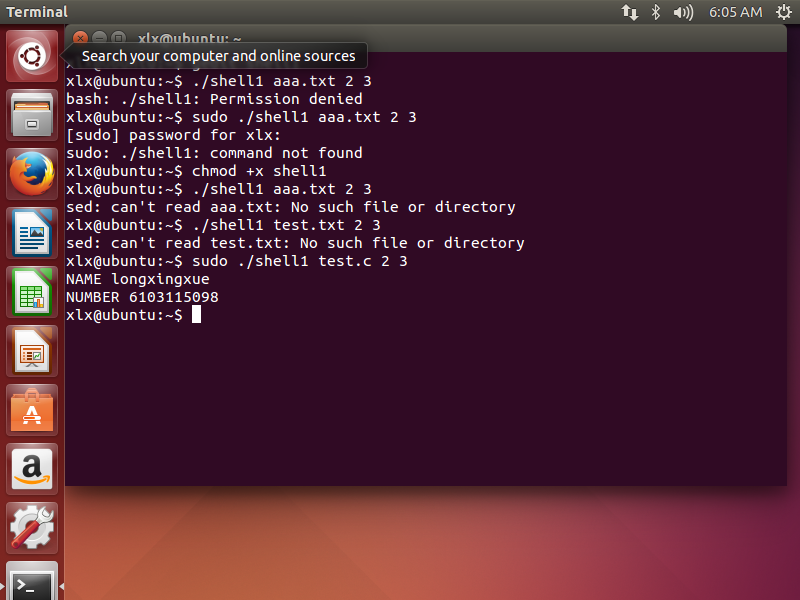 Terminal
6:05 AM
xlx@ubuntu: ~
Search your computer and online sources
xlx@ubuntu:~$ ./shell1 aaa.txt 2 3
bash: ./shell1: Permission denied
xlx@ubuntu:~$ sudo ./shell1 aaa.txt 2 3
[sudo] password for xlx:
sudo: ./shell1: command not found
xlx@ubuntu:~$ chmod +x shell1
xlx@ubuntu:~$ ./shell1 aaa.txt 2 3
sed: can't read aaa.txt: No such file or directory
xlx@ubuntu:~$ ./shell1 test.txt 2 3
sed: can't read test.txt: No such file or directory
xlx@ubuntu:~$ sudo ./shell1 test.c 2 3
NAME longxingxue
NUMBER 6103115098
xlx@ubuntu:~$